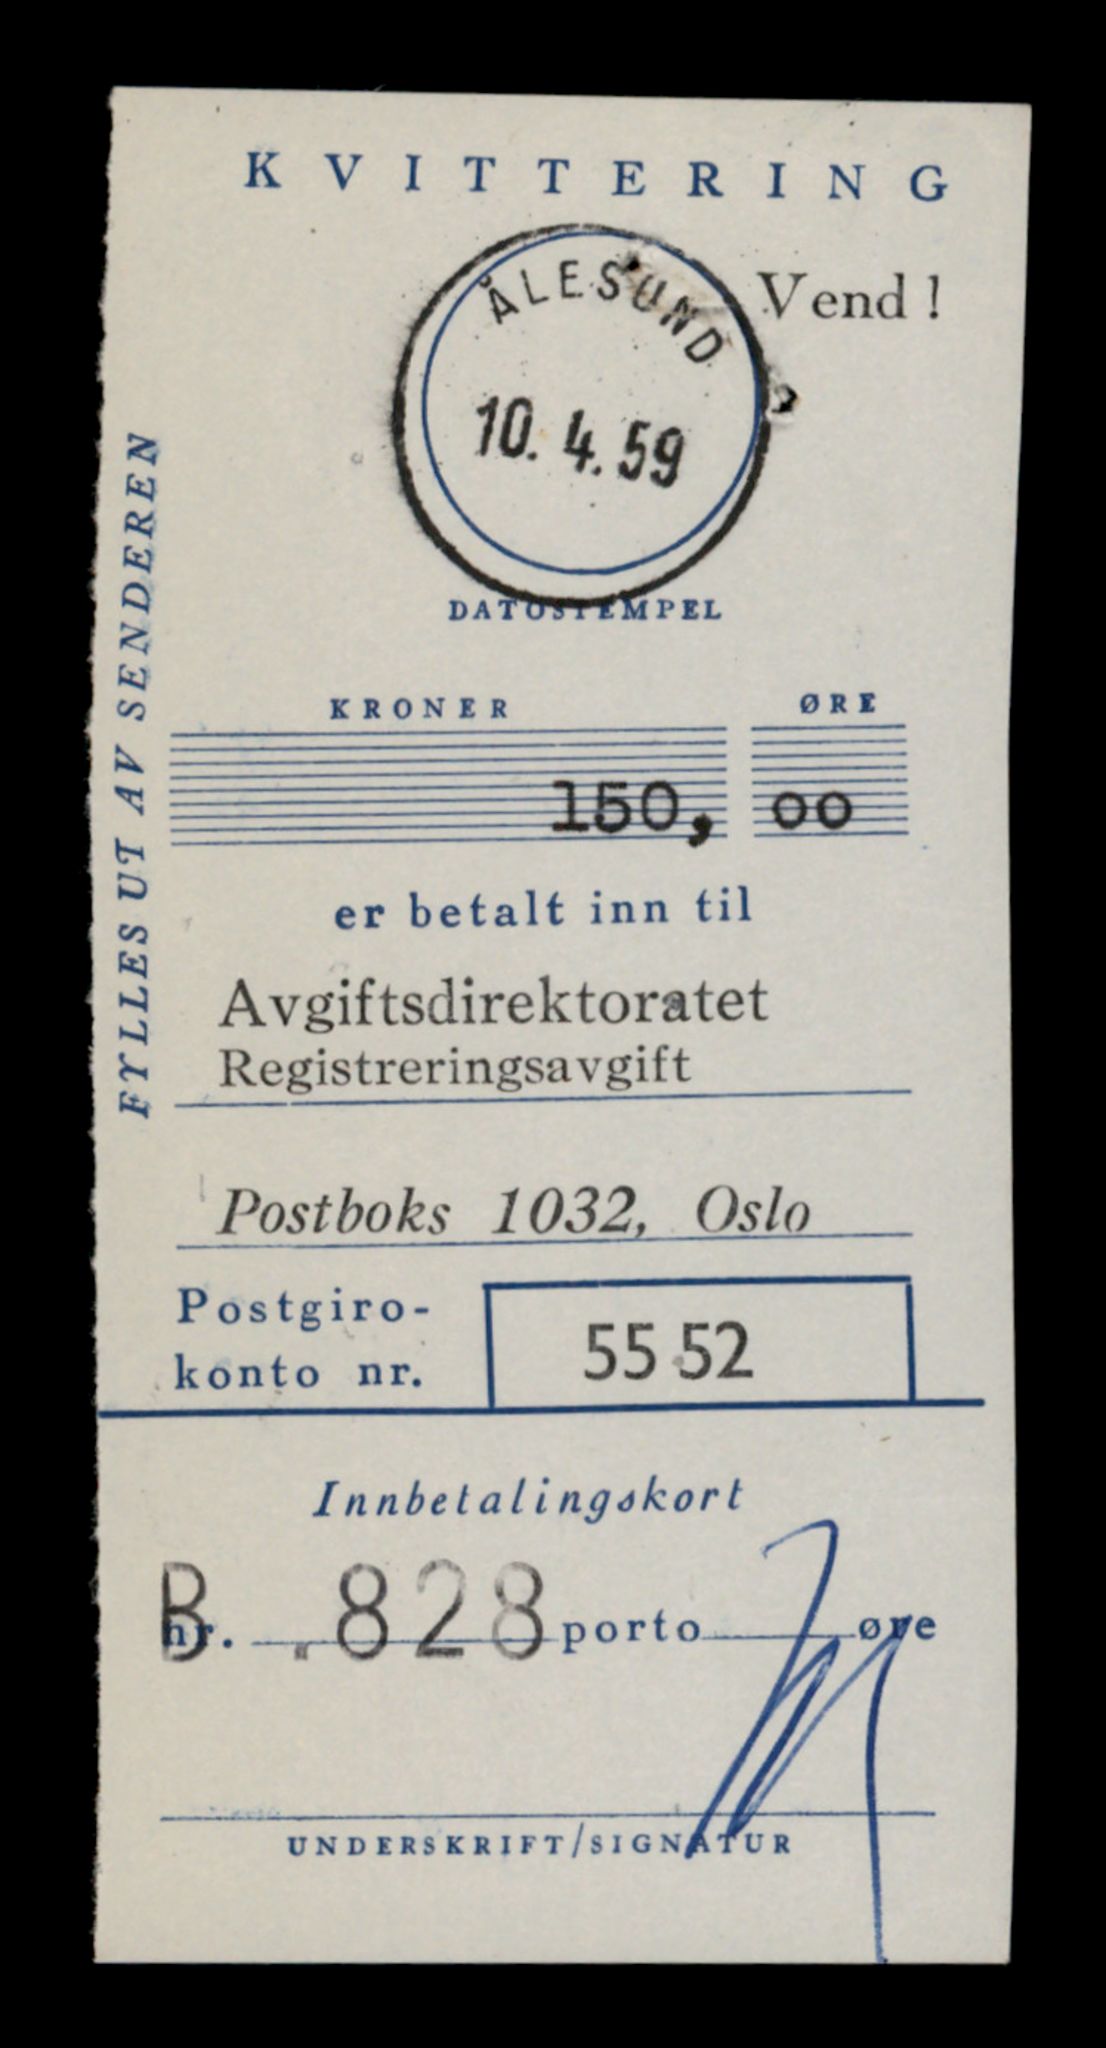 KVITTERING
Vend !
ÅLESUND
10. 4. 59
DATOSTEMPEL
FYLLES UT AV SENDEREN
KRONER ØRE
150, oo
er betalt inn til
Avgiftsdirektoratet
Registreringsavgift
Postboks 1032, Oslo
Postgiro-
konto nr. 55 52
Innbetalingskort
B .828
nr. porto øre
UNDERSKRIFT/SIGNATUR